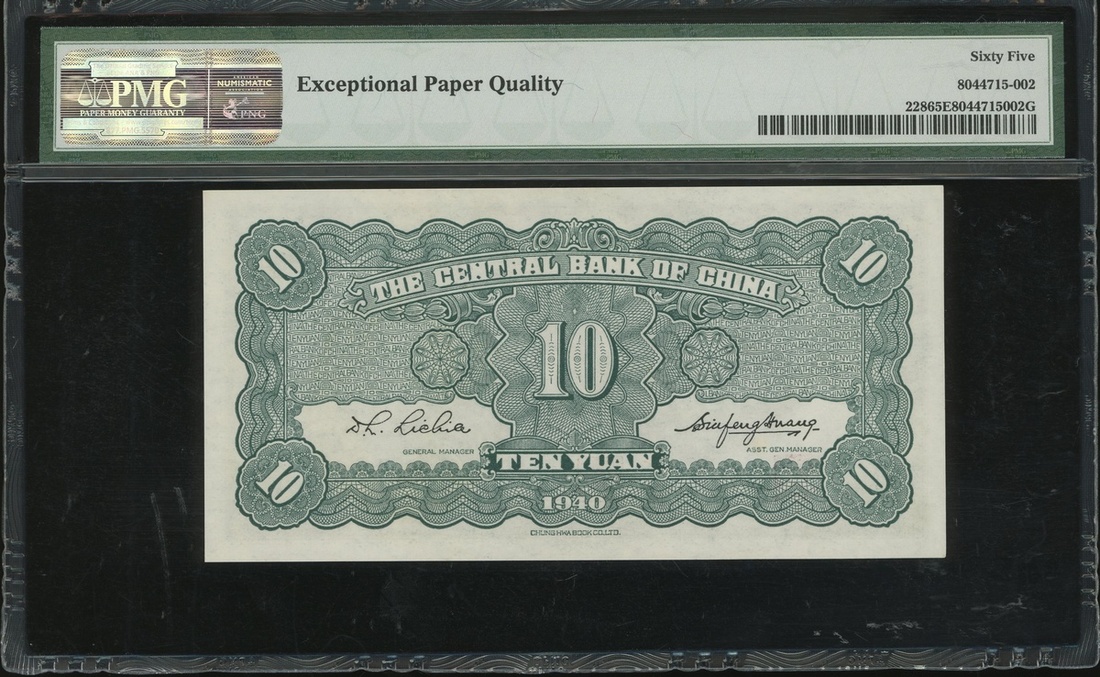 PMG
PAPER MONEY GUARANTY
NUMISMATIC
PNG
Exceptional Paper Quality
Sixty Five
8044715-002
22865E8044715002G
10
10
THE CENTRAL BANK OF CHINA
10
D.K. Lichia
GENERAL MANAGER
Sinfeng Huang
ASST. GEN. MANAGER
TEN YUAN
10
10
1940
CHUNG HWA BOOK CO., LTD.